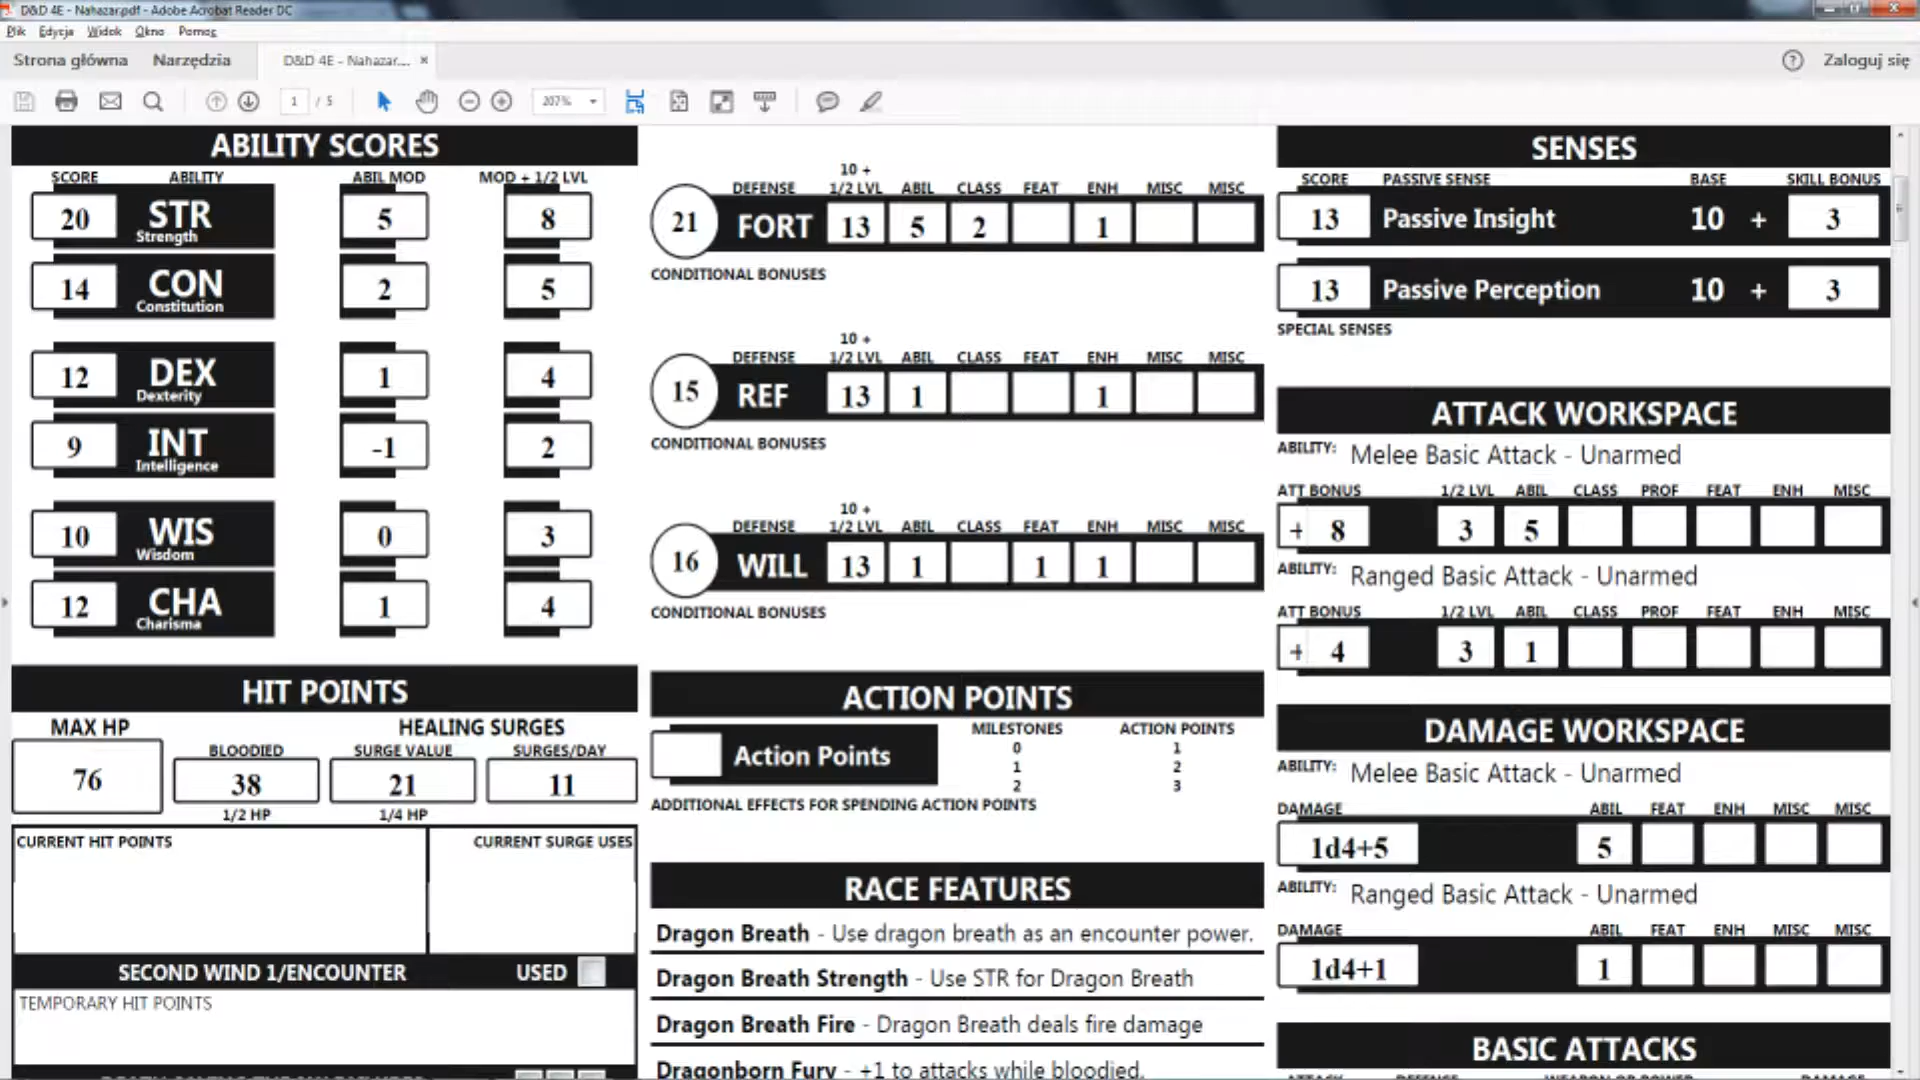 D&D 4E - Nahazar.pdf - Adobe Acrobat Reader DC
Plik Edycja Widok Okno Pomoc
Strona główna Narzędzia D&D 4E - Nahazar... × Zaloguj się
1 / 5 207%
ABILITY SCORES
SCORE ABILITY ABIL MOD MOD + 1/2 LVL
20 STR Strength 5 8
14 CON Constitution 2 5
12 DEX Dexterity 1 4
9 INT Intelligence -1 2
10 WIS Wisdom 0 3
12 CHA Charisma 1 4
HIT POINTS
MAX HP HEALING SURGES
BLOODIED SURGE VALUE SURGES/DAY
76 38 21 11
1/2 HP 1/4 HP
CURRENT HIT POINTS CURRENT SURGE USES
SECOND WIND 1/ENCOUNTER USED
TEMPORARY HIT POINTS
10 +
DEFENSE 1/2 LVL ABIL CLASS FEAT ENH MISC MISC
21 FORT 13 5 2 1
CONDITIONAL BONUSES
10 +
DEFENSE 1/2 LVL ABIL CLASS FEAT ENH MISC MISC
15 REF 13 1 1
CONDITIONAL BONUSES
10 +
DEFENSE 1/2 LVL ABIL CLASS FEAT ENH MISC MISC
16 WILL 13 1 1 1
CONDITIONAL BONUSES
ACTION POINTS
MILESTONES ACTION POINTS
0 1
Action Points 1 2
2 3
ADDITIONAL EFFECTS FOR SPENDING ACTION POINTS
RACE FEATURES
Dragon Breath - Use dragon breath as an encounter power.
Dragon Breath Strength - Use STR for Dragon Breath
Dragon Breath Fire - Dragon Breath deals fire damage
Dragonborn Fury - +1 to attacks while bloodied.
SENSES
SCORE PASSIVE SENSE BASE SKILL BONUS
13 Passive Insight 10 + 3
13 Passive Perception 10 + 3
SPECIAL SENSES
ATTACK WORKSPACE
ABILITY: Melee Basic Attack - Unarmed
ATT BONUS 1/2 LVL ABIL CLASS PROF FEAT ENH MISC
+ 8 3 5
ABILITY: Ranged Basic Attack - Unarmed
ATT BONUS 1/2 LVL ABIL CLASS PROF FEAT ENH MISC
+ 4 3 1
DAMAGE WORKSPACE
ABILITY: Melee Basic Attack - Unarmed
DAMAGE ABIL FEAT ENH MISC MISC
1d4+5 5
ABILITY: Ranged Basic Attack - Unarmed
DAMAGE ABIL FEAT ENH MISC MISC
1d4+1 1
BASIC ATTACKS